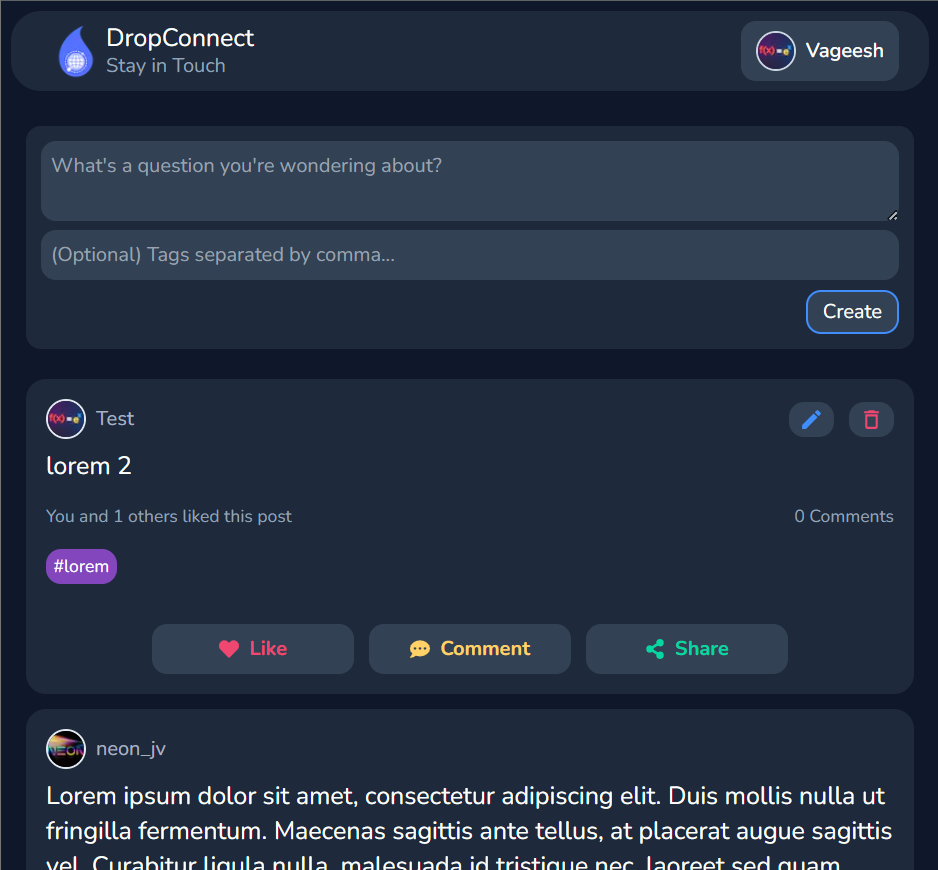 DropConnect
Stay in Touch
Vageesh
What's a question you're wondering about?
(Optional) Tags separated by comma...
Create
Test
lorem 2
You and 1 others liked this post
0 Comments
#lorem
Like
Comment
Share
neon_jv
Lorem ipsum dolor sit amet, consectetur adipiscing elit. Duis mollis nulla ut
fringilla fermentum. Maecenas sagittis ante tellus, at placerat augue sagittis
vel. Curabitur ligula nulla, malesuada id tristique nec, laoreet sed quam.